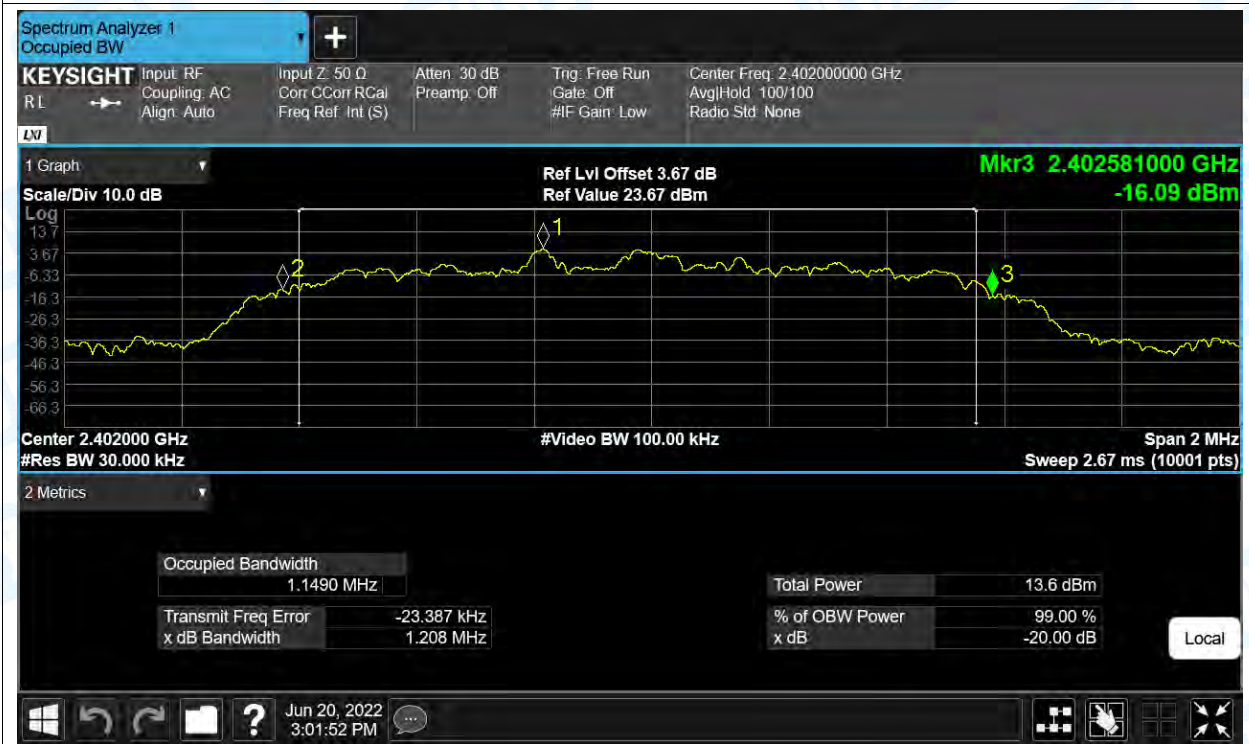 Spectrum Analyzer 1
Occupied BW
+
KEYSIGHT
RL
LXI
Input: RF
Coupling: AC
Align: Auto
Input Z: 50 Ω
Corr CCorr RCal
Freq Ref: Int (S)
Atten: 30 dB
Preamp: Off
Trig: Free Run
Gate: Off
#IF Gain: Low
Center Freq: 2.402000000 GHz
Avg|Hold: 100/100
Radio Std: None
1 Graph
Scale/Div 10.0 dB
Ref Lvl Offset 3.67 dB
Ref Value 23.67 dBm
Mkr3 2.402581000 GHz
-16.09 dBm
Log
13.7
3.67
-6.33
-16.3
-26.3
-36.3
-46.3
-56.3
-66.3
1
2
3
Center 2.402000 GHz
#Res BW 30.000 kHz
#Video BW 100.00 kHz
Span 2 MHz
Sweep 2.67 ms (10001 pts)
2 Metrics
Occupied Bandwidth
1.1490 MHz
Transmit Freq Error -23.387 kHz
x dB Bandwidth 1.208 MHz
Total Power 13.6 dBm
% of OBW Power 99.00 %
x dB -20.00 dB
Local
?
Jun 20, 2022
3:01:52 PM